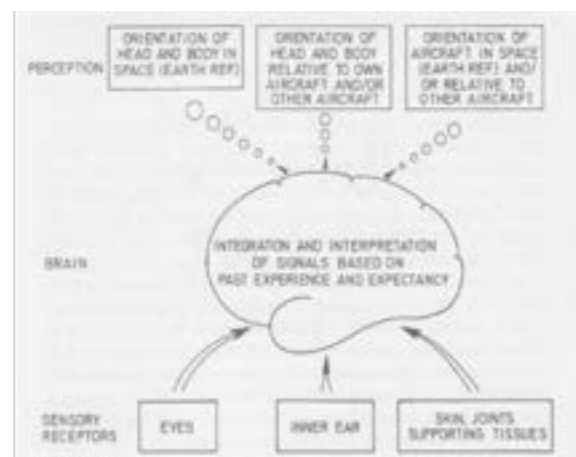 PERCEPTION
ORIENTATION OF
HEAD AND BODY IN
SPACE (EARTH REF)
ORIENTATION OF
HEAD AND BODY
RELATIVE TO OWN
AIRCRAFT AND/OR
OTHER AIRCRAFT
ORIENTATION OF
AIRCRAFT IN SPACE
(EARTH REF) AND/
OR RELATIVE TO
OTHER AIRCRAFT
BRAIN
INTEGRATION AND INTERPRETATION
OF SIGNALS BASED ON
PAST EXPERIENCE AND EXPECTANCY
SENSORY
RECEPTORS
EYES
INNER EAR
SKIN, JOINTS
SUPPORTING TISSUES